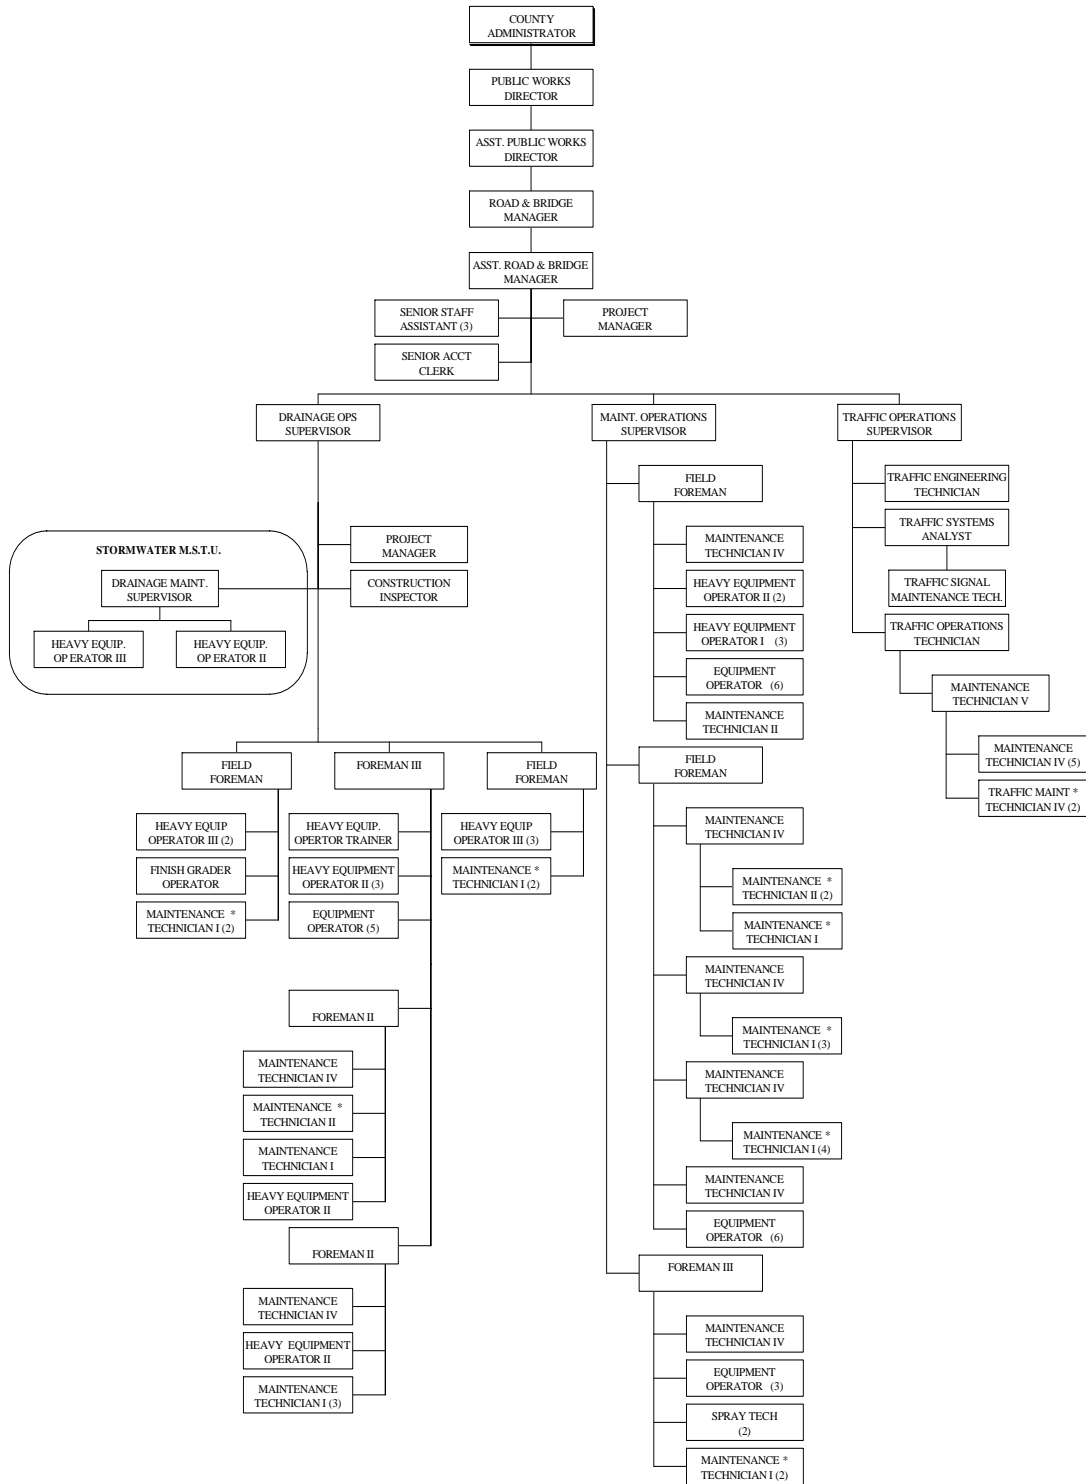 COUNTY
ADMINISTRATOR
PUBLIC WORKS
DIRECTOR
ASST. PUBLIC WORKS
DIRECTOR
ROAD & BRIDGE
MANAGER
ASST. ROAD & BRIDGE
MANAGER
SENIOR STAFF
ASSISTANT (3)
PROJECT
MANAGER
SENIOR ACCT
CLERK
DRAINAGE OPS
SUPERVISOR
PROJECT
MANAGER
STORMWATER M.S.T.U.
DRAINAGE MAINT.
SUPERVISOR
CONSTRUCTION
INSPECTOR
HEAVY EQUIP.
OP ERATOR III
HEAVY EQUIP.
OP ERATOR II
FIELD
FOREMAN
HEAVY EQUIP
OPERATOR III (2)
FINISH GRADER
OPERATOR
MAINTENANCE *
TECHNICIAN I (2)
FOREMAN III
HEAVY EQUIP.
OPERTOR TRAINER
HEAVY EQUIPMENT
OPERATOR II (3)
EQUIPMENT
OPERATOR (5)
FOREMAN II
MAINTENANCE
TECHNICIAN IV
MAINTENANCE *
TECHNICIAN II
MAINTENANCE
TECHNICIAN I
HEAVY EQUIPMENT
OPERATOR II
FOREMAN II
MAINTENANCE
TECHNICIAN IV
HEAVY EQUIPMENT
OPERATOR II
MAINTENANCE
TECHNICIAN I (3)
FIELD
FOREMAN
HEAVY EQUIP
OPERATOR III (3)
MAINTENANCE *
TECHNICIAN I (2)
MAINT. OPERATIONS
SUPERVISOR
FIELD
FOREMAN
MAINTENANCE
TECHNICIAN IV
HEAVY EQUIPMENT
OPERATOR II (2)
HEAVY EQUIPMENT
OPERATOR I (3)
EQUIPMENT
OPERATOR (6)
MAINTENANCE
TECHNICIAN II
FIELD
FOREMAN
MAINTENANCE
TECHNICIAN IV
MAINTENANCE *
TECHNICIAN II (2)
MAINTENANCE *
TECHNICIAN I
MAINTENANCE
TECHNICIAN IV
MAINTENANCE *
TECHNICIAN I (3)
MAINTENANCE
TECHNICIAN IV
MAINTENANCE *
TECHNICIAN I (4)
MAINTENANCE
TECHNICIAN IV
EQUIPMENT
OPERATOR (6)
FOREMAN III
MAINTENANCE
TECHNICIAN IV
EQUIPMENT
OPERATOR (3)
SPRAY TECH
(2)
MAINTENANCE *
TECHNICIAN I (2)
TRAFFIC OPERATIONS
SUPERVISOR
TRAFFIC ENGINEERING
TECHNICIAN
TRAFFIC SYSTEMS
ANALYST
TRAFFIC SIGNAL
MAINTENANCE TECH.
TRAFFIC OPERATIONS
TECHNICIAN
MAINTENANCE
TECHNICIAN V
MAINTENANCE
TECHNICIAN IV (5)
TRAFFIC MAINT *
TECHNICIAN IV (2)